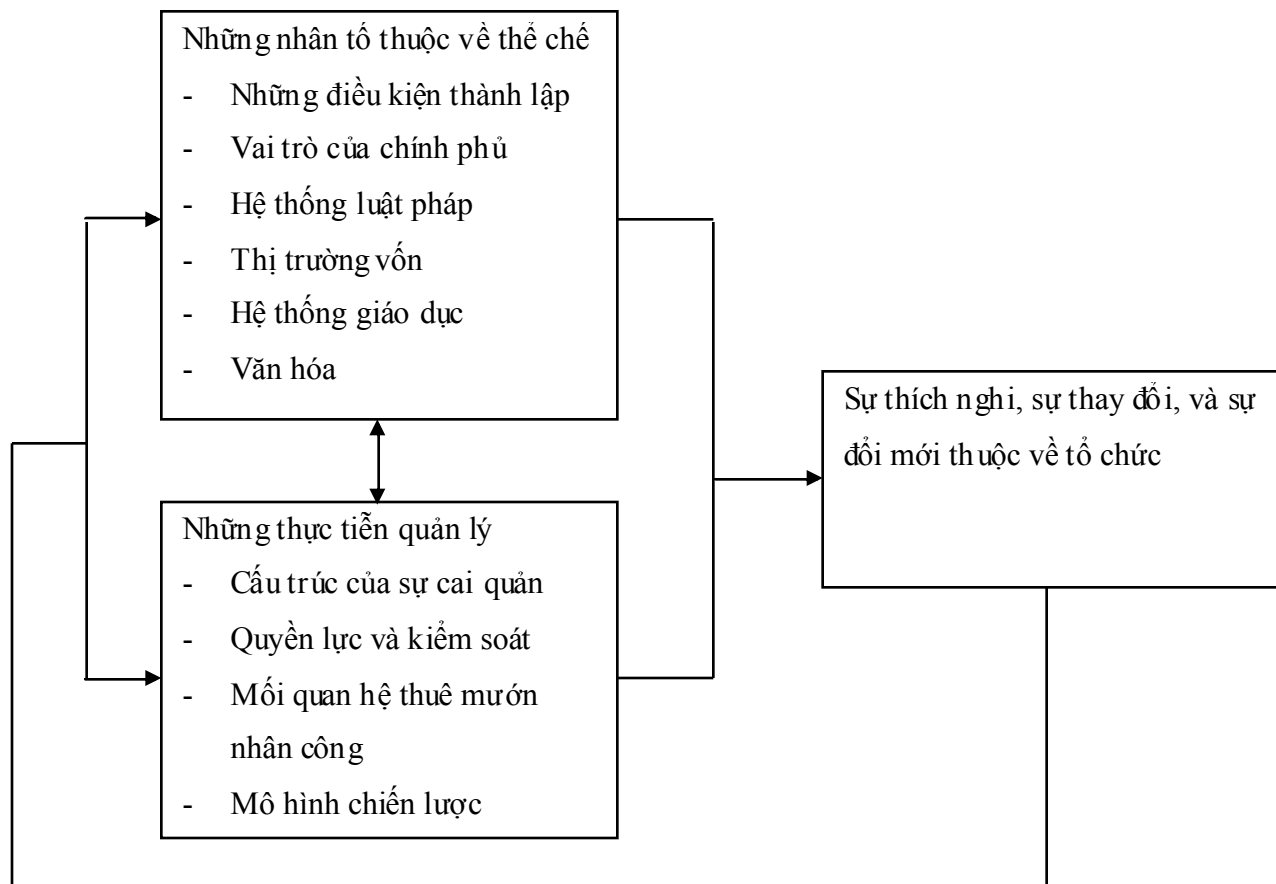 Những nhân tố thuộc về thể chế
- Những điều kiện thành lập
- Vai trò của chính phủ
- Hệ thống luật pháp
- Thị trường vốn
- Hệ thống giáo dục
- Văn hóa
Những thực tiễn quản lý
- Cấu trúc của sự cai quản
- Quyền lực và kiểm soát
- Mối quan hệ thuê mướn
nhân công
- Mô hình chiến lược
Sự thích nghi, sự thay đổi, và sự
đổi mới thuộc về tổ chức